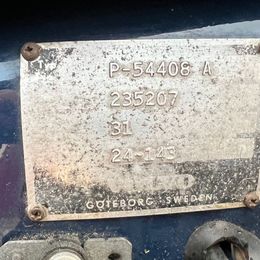 P-54408 A
235207
31
24-143
GÖTEBORG SWEDEN